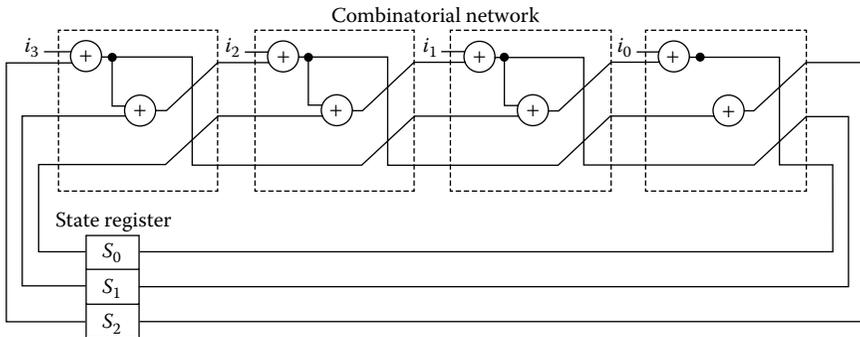 Combinatorial network
i3 + i2 + i1 + i0 +
+ + + +
State register
S0
S1
S2